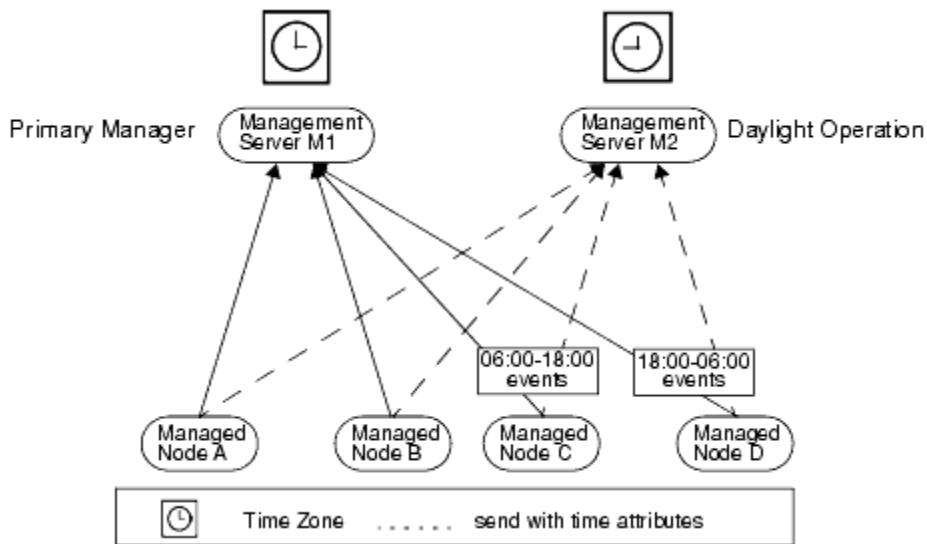 Primary Manager
Management
Server M1
Management
Server M2
Daylight Operation
06:00-18:00
events
18:00-06:00
events
Managed
Node A
Managed
Node B
Managed
Node C
Managed
Node D
Time Zone
send with time attributes